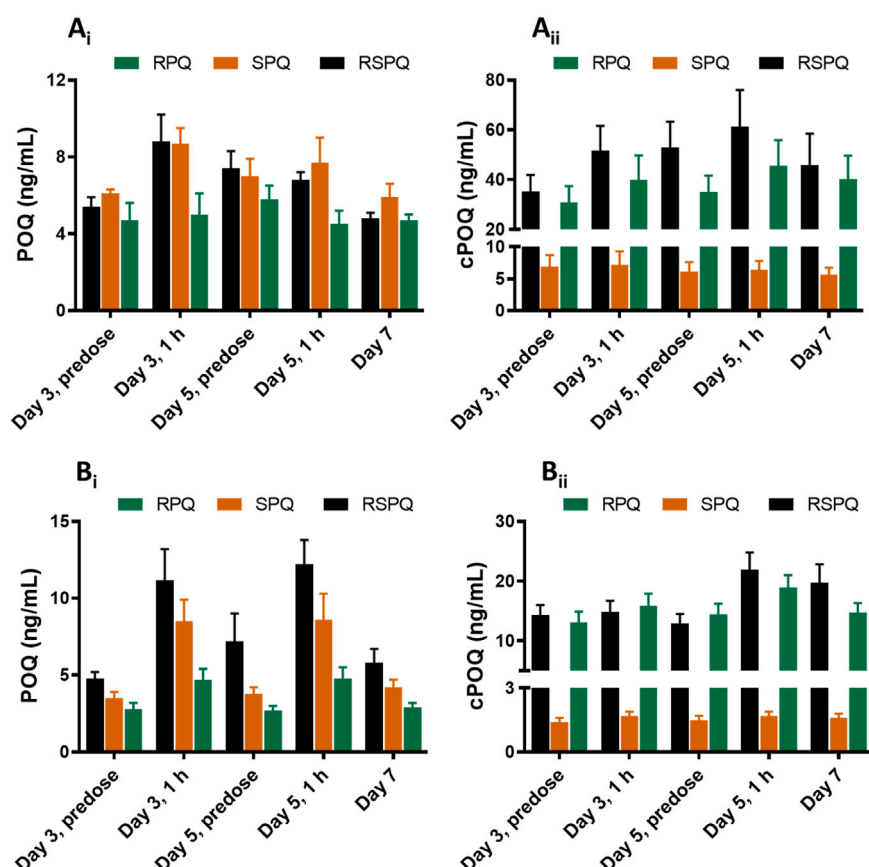 Ai
RPQ SPQ RSPQ
POQ (ng/mL)
12
8
4
0
Day 3, predose
Day 3, 1 h
Day 5, predose
Day 5, 1 h
Day 7
Aii
RPQ SPQ RSPQ
cPOQ (ng/mL)
80
60
40
20
10
5
0
Day 3, predose
Day 3, 1 h
Day 5, predose
Day 5, 1 h
Day 7
Bi
RPQ SPQ RSPQ
POQ (ng/mL)
15
10
5
0
Day 3, predose
Day 3, 1 h
Day 5, predose
Day 5, 1 h
Day 7
Bii
RPQ SPQ RSPQ
cPOQ (ng/mL)
30
20
10
3
0
Day 3, predose
Day 3, 1 h
Day 5, predose
Day 5, 1 h
Day 7